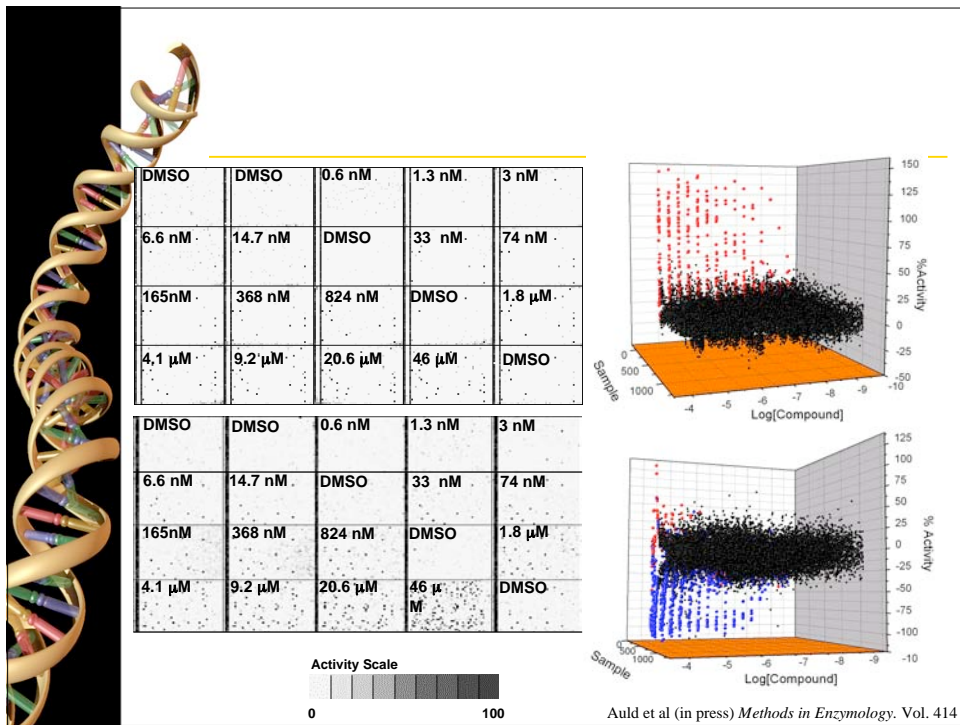 DMSO DMSO 0.6 nM 1.3 nM 3 nM
6.6 nM 14.7 nM DMSO 33 nM 74 nM
165nM 368 nM 824 nM DMSO 1.8 μM
4.1 μM 9.2 μM 20.6 μM 46 μM DMSO
150
125
100
75
50
25
0
-25
-50
%Activity
0
500
1000
Sample
-4 -5 -6 -7 -8 -9 -10
Log[Compound]
DMSO DMSO 0.6 nM 1.3 nM 3 nM
6.6 nM 14.7 nM DMSO 33 nM 74 nM
165nM 368 nM 824 nM DMSO 1.8 μM
4.1 μM 9.2 μM 20.6 μM 46 μ
M
DMSO
125
100
75
50
25
0
-25
-50
-75
-100
% Activity
500
1000
Sample
-4 -5 -6 -7 -8 -9 -10
Log[Compound]
Activity Scale
0 100
Auld et al (in press) Methods in Enzymology. Vol. 414